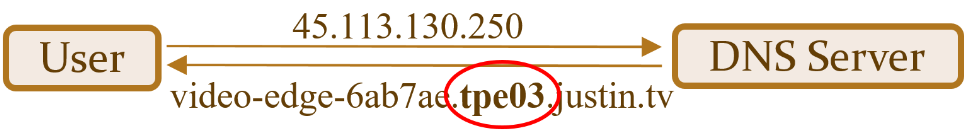 45.113.130.250
User
DNS Server
video-edge-6ab7ae.tpe03.justin.tv